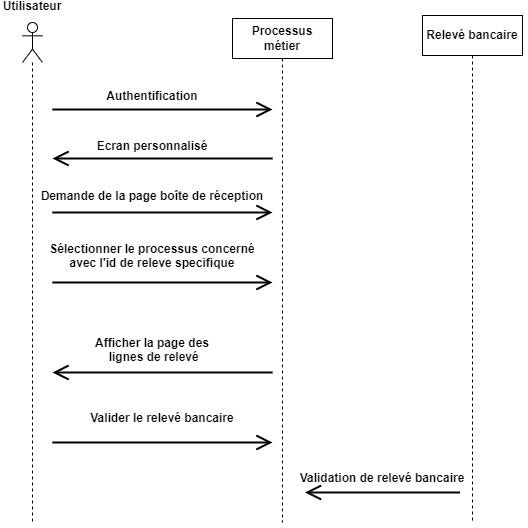 Utilisateur
Processus
métier
Relevé bancaire
Authentification
Ecran personnalisé
Demande de la page boîte de réception
Sélectionner le processus concerné
avec l'id de releve specifique
Afficher la page des
lignes de relevé
Valider le relevé bancaire
Validation de relevé bancaire